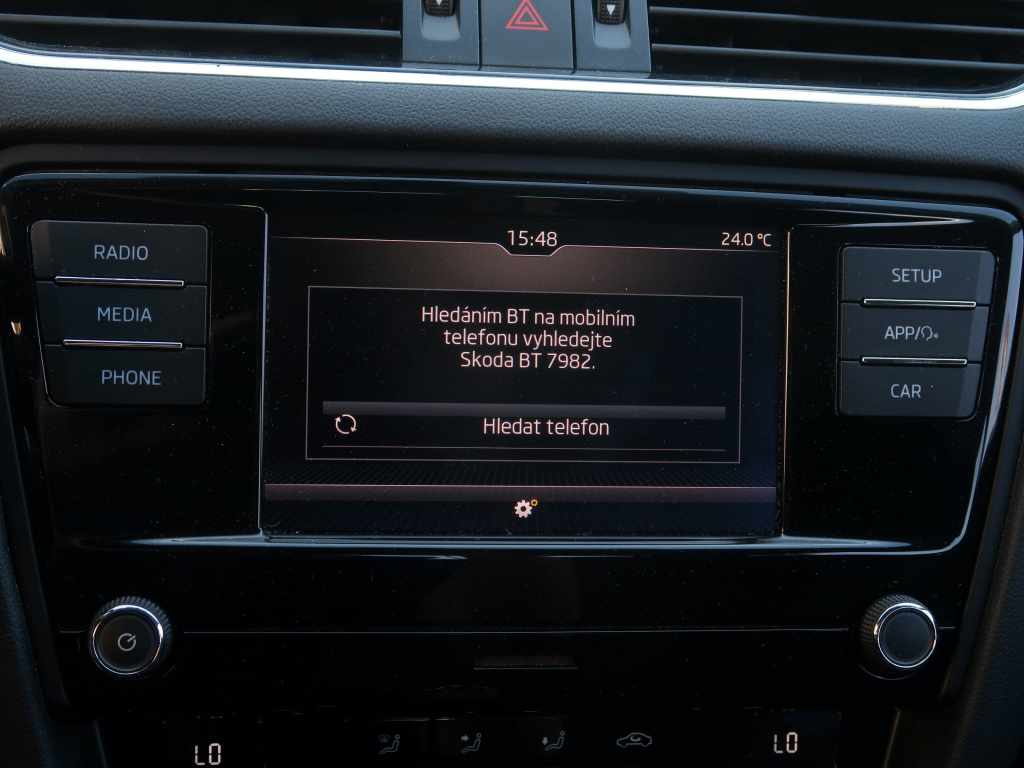 15:48
24.0 °C
RADIO
MEDIA
PHONE
Hledáním BT na mobilním
telefonu vyhledejte
Skoda BT 7982.
Hledat telefon
SETUP
APP/
CAR
LO
LO